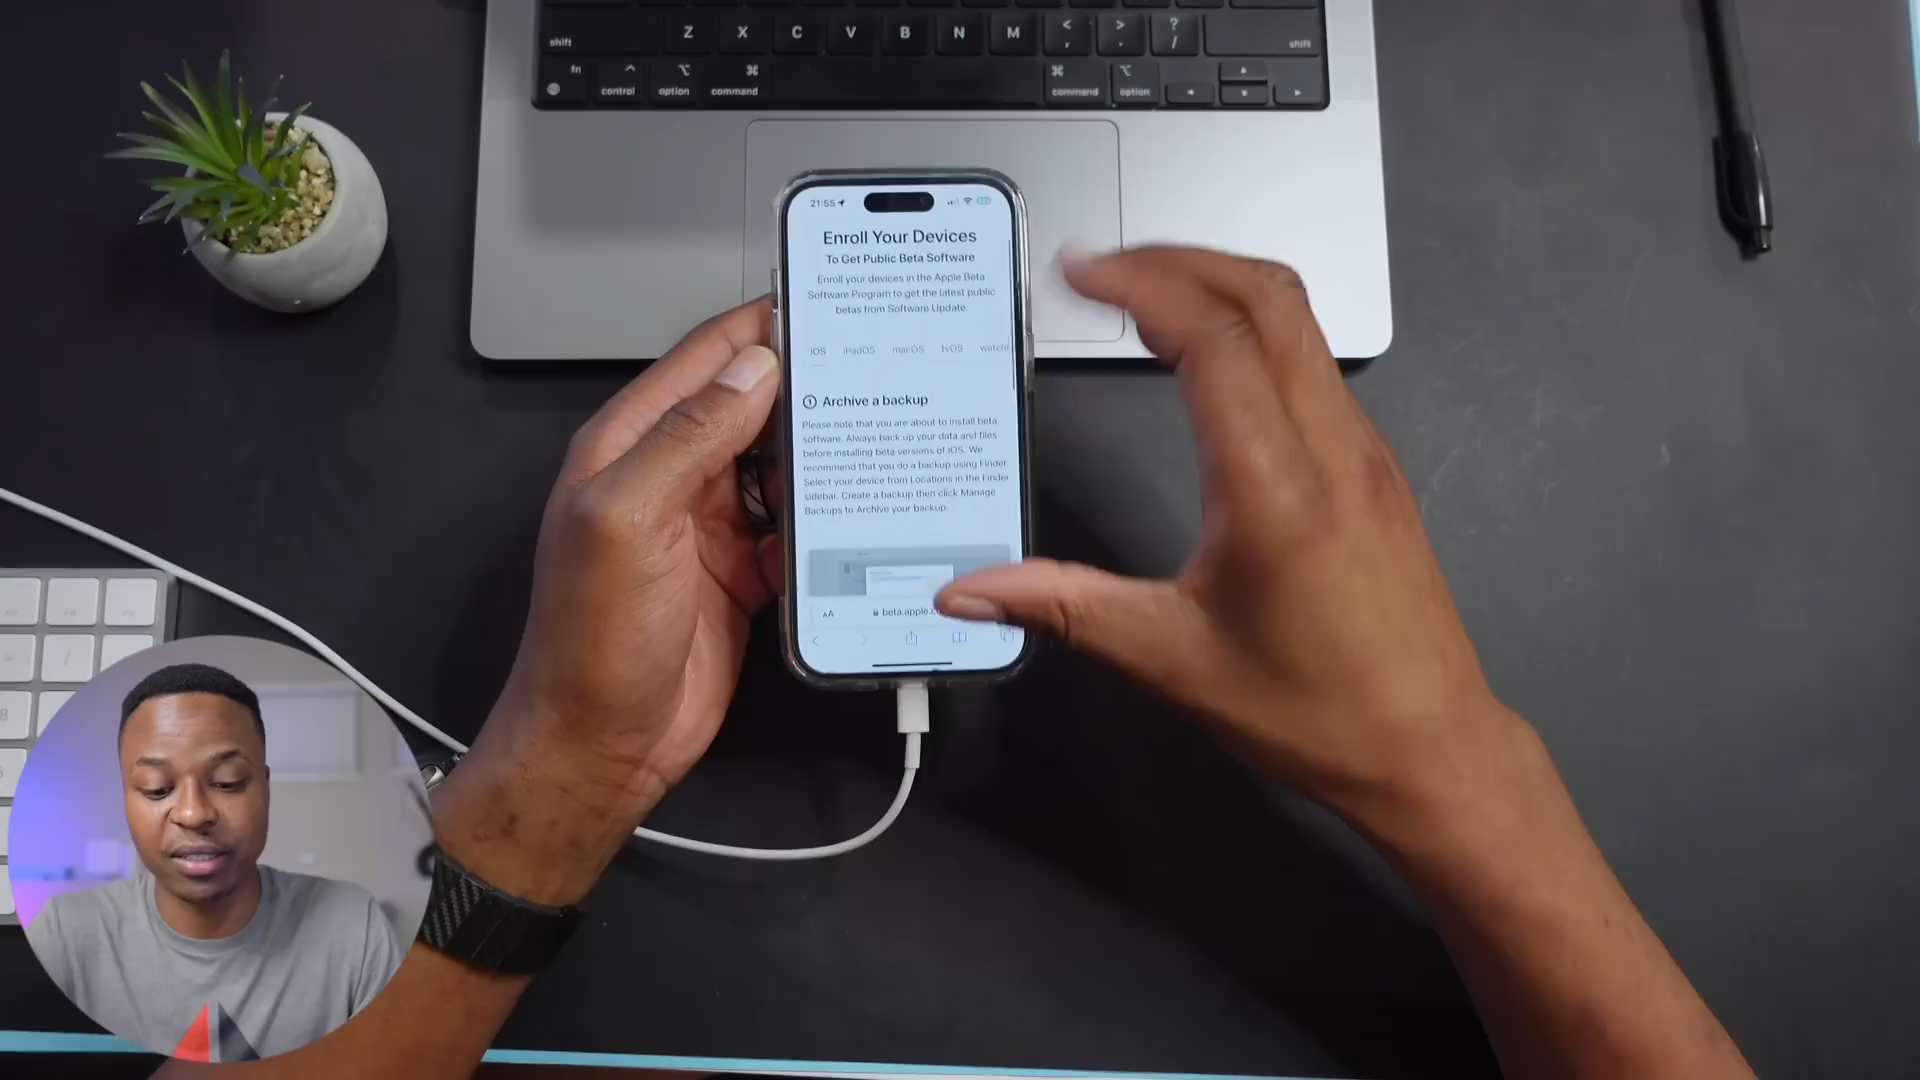 shift Z X C V B N M < , > . ? / shift
fn ^ control ⌥ option ⌘ command ⌘ command ⌥ option
21:55
Enroll Your Devices
To Get Public Beta Software
Enroll your devices in the Apple Beta
Software Program to get the latest public
betas from Software Update.
iOS iPadOS macOS tvOS
1 Archive a backup
Please note that you are about to install beta
software. Always back up your data and files
before installing beta versions of iOS. We
recommend that you do a backup using Finder.
Select your device from Locations in the Finder
sidebar. Create a backup then click Manage
Backups to Archive your backup.
AA beta.apple.c
/
8